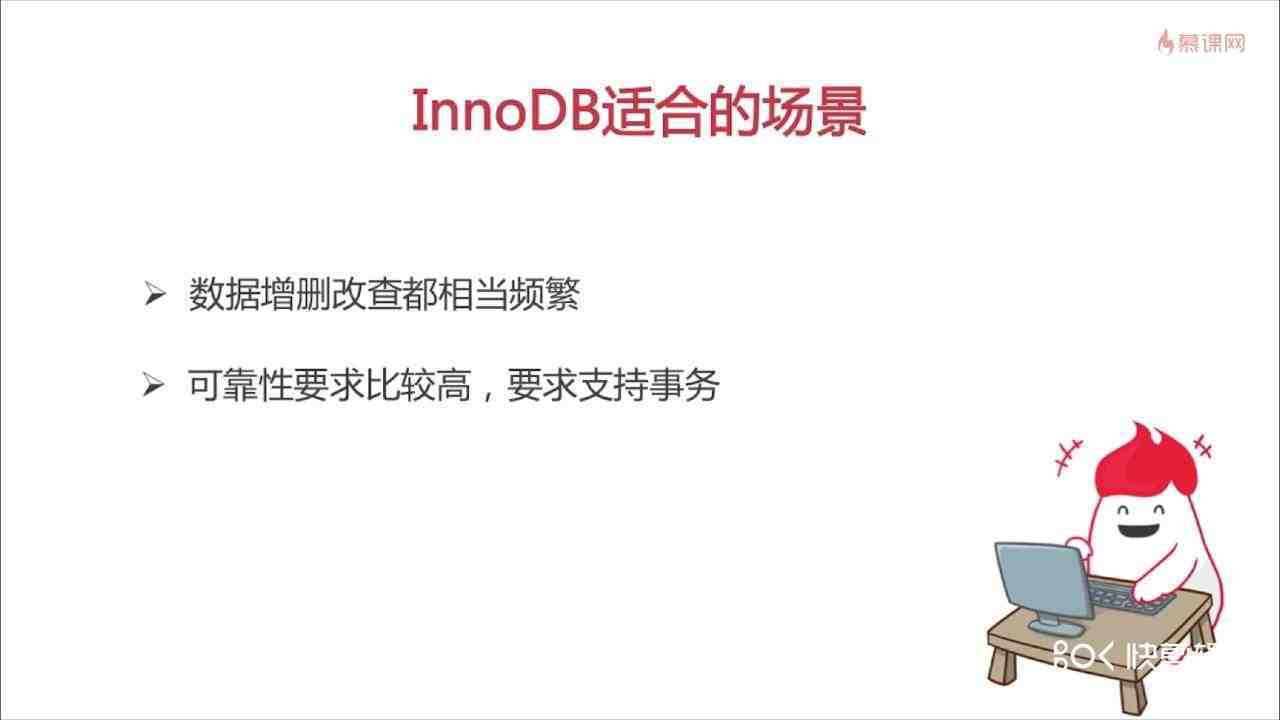 慕课网
InnoDB适合的场景
数据增删改查都相当频繁
可靠性要求比较高，要求支持事务